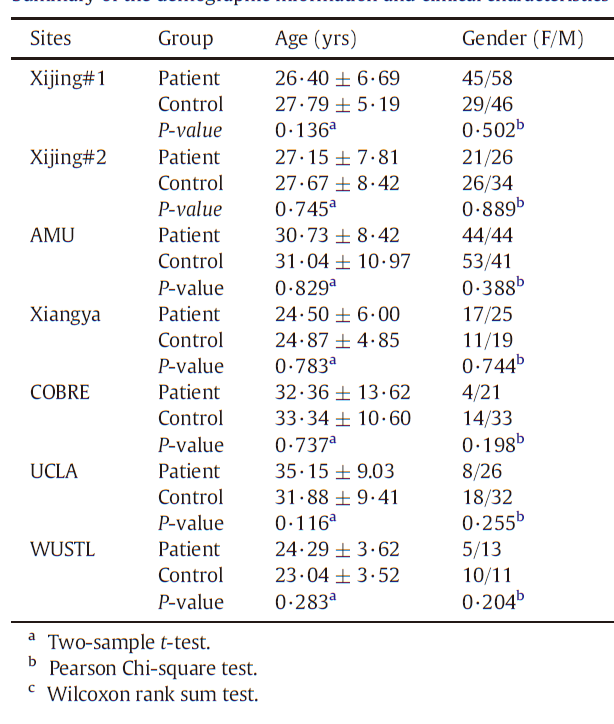 Summary of the demographic information and clinical characteristics
Sites Group Age (yrs) Gender (F/M)
Xijing#1 Patient 26·40 ± 6·69 45/58
Control 27·79 ± 5·19 29/46
P-value 0·136a 0·502b
Xijing#2 Patient 27·15 ± 7·81 21/26
Control 27·67 ± 8·42 26/34
P-value 0·745a 0·889b
AMU Patient 30·73 ± 8·42 44/44
Control 31·04 ± 10·97 53/41
P-value 0·829a 0·388b
Xiangya Patient 24·50 ± 6·00 17/25
Control 24·87 ± 4·85 11/19
P-value 0·783a 0·744b
COBRE Patient 32·36 ± 13·62 4/21
Control 33·34 ± 10·60 14/33
P-value 0·737a 0·198b
UCLA Patient 35·15 ± 9.03 8/26
Control 31·88 ± 9·41 18/32
P-value 0·116a 0·255b
WUSTL Patient 24·29 ± 3·62 5/13
Control 23·04 ± 3·52 10/11
P-value 0·283a 0·204b
a Two-sample t-test.
b Pearson Chi-square test.
c Wilcoxon rank sum test.